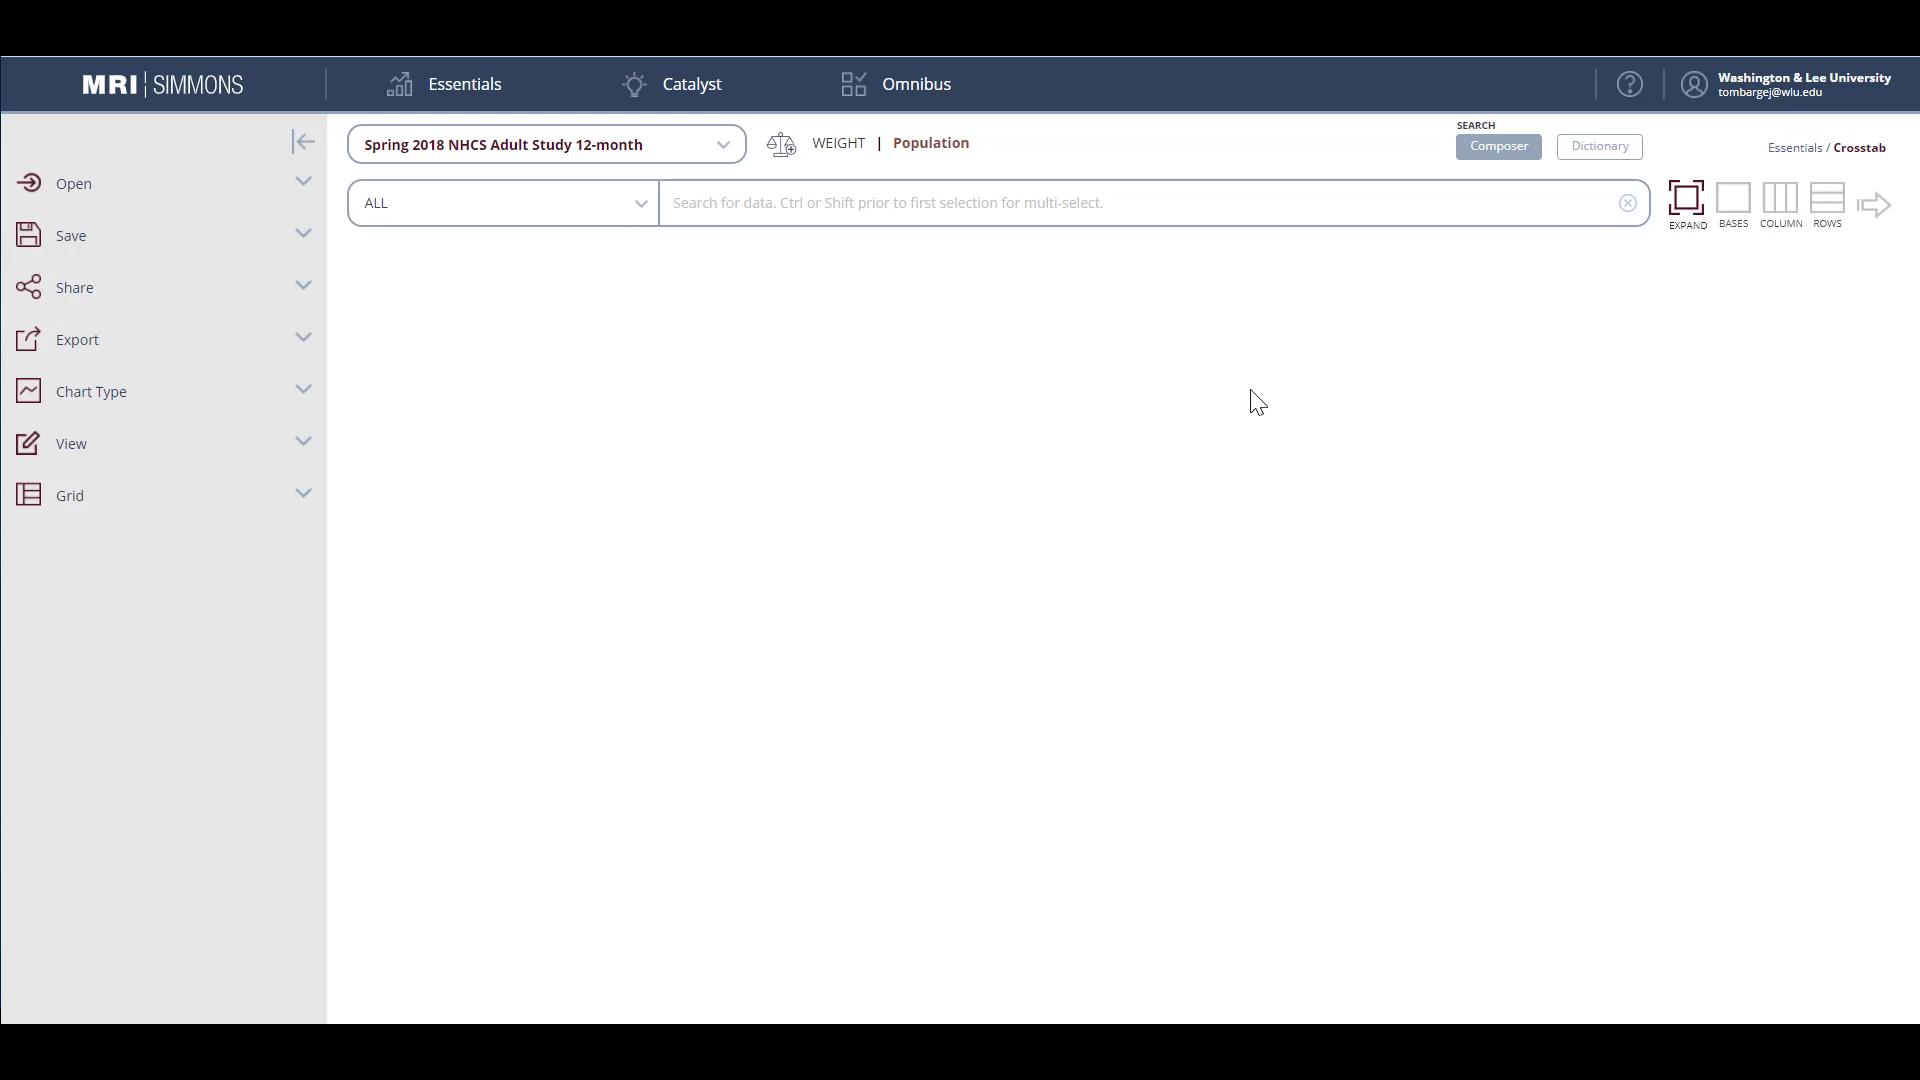 MRI SIMMONS
Essentials
Catalyst
Omnibus
Washington & Lee University
tombargej@wlu.edu
Spring 2018 NHCS Adult Study 12-month
WEIGHT | Population
SEARCH
Composer
Dictionary
Essentials / Crosstab
ALL
Search for data. Ctrl or Shift prior to first selection for multi-select.
EXPAND
BASES
COLUMN
ROWS
Open
Save
Share
Export
Chart Type
View
Grid